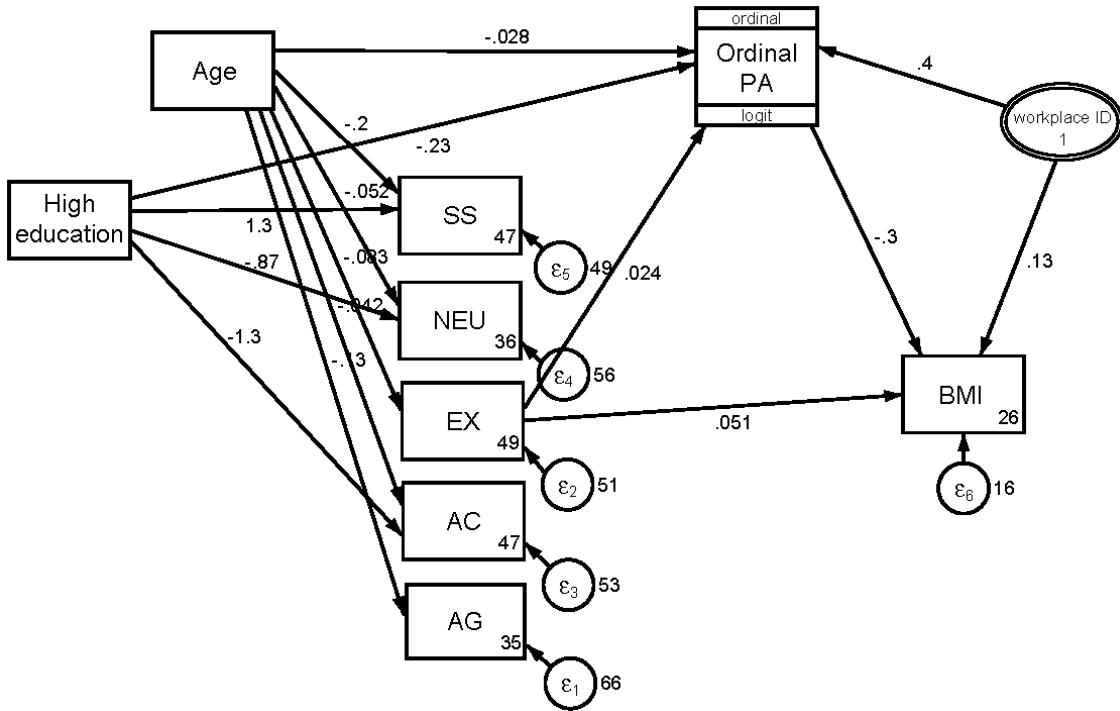 ordinal
Ordinal
PA
logit
Age
-.028
.4
workplace ID
1
-.2
-.23
High
education
-.052
SS
47
ε5
49
1.3
-.87
-.083
.024
-.3
.13
-.042
NEU
36
ε4
56
-1.3
-.13
EX
49
.051
BMI
26
ε2
51
ε6
16
AC
47
ε3
53
AG
35
ε1
66